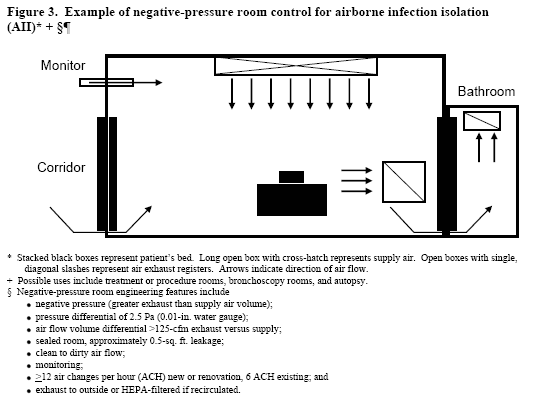 Figure 3.  Example of negative-pressure room control for airborne infection isolation
(AII)* + §¶
Monitor
Bathroom
Corridor
* Stacked black boxes represent patient's bed.  Long open box with cross-hatch represents supply air.  Open boxes with single,
diagonal slashes represent air exhaust registers.  Arrows indicate direction of air flow.
+ Possible uses include treatment or procedure rooms, bronchoscopy rooms, and autopsy.
§ Negative-pressure room engineering features include
• negative pressure (greater exhaust than supply air volume);
• pressure differential of 2.5 Pa (0.01-in. water gauge);
• air flow volume differential >125-cfm exhaust versus supply;
• sealed room, approximately 0.5-sq. ft. leakage;
• clean to dirty air flow;
• monitoring;
• ≥12 air changes per hour (ACH) new or renovation, 6 ACH existing; and
• exhaust to outside or HEPA-filtered if recirculated.